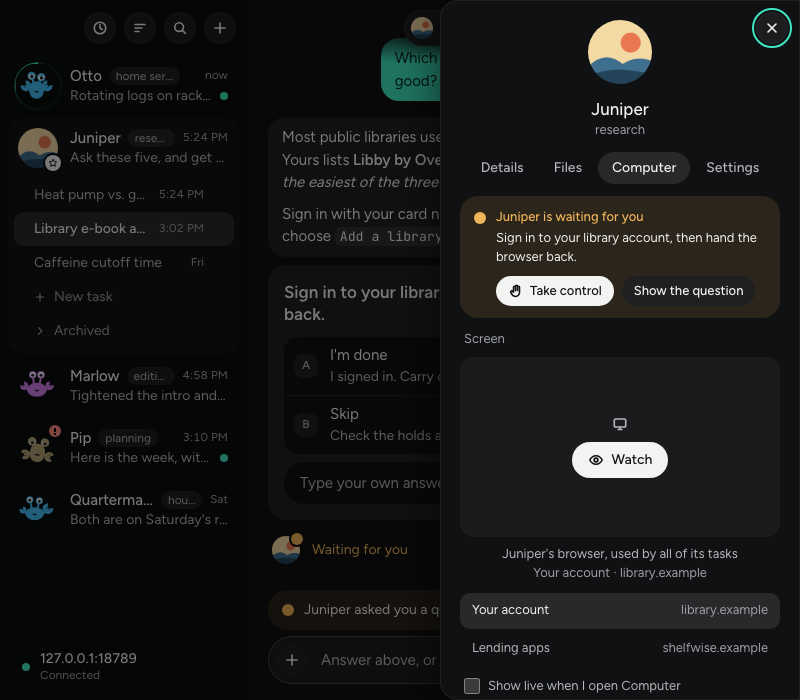 Otto
home ser...
now
Rotating logs on rack...
Juniper
rese...
5:24 PM
Ask these five, and get ...
Heat pump vs. g...
5:24 PM
Library e-book a...
3:02 PM
Caffeine cutoff time
Fri
New task
Archived
Marlow
editi...
4:58 PM
Tightened the intro and...
Pip
planning
3:10 PM
Here is the week, wit...
Quarterma...
hou...
Sat
Both are on Saturday's r...
127.0.0.1:18789
Connected
Which
good?
Most public libraries use
Yours lists Libby by Ove
the easiest of the three
Sign in with your card n
choose Add a library
Sign in to your librar
back.
A
I'm done
I signed in. Carry o
B
Skip
Check the holds a
Type your own answe
Waiting for you
Juniper asked you a q
Answer above, or
Juniper
research
Details
Files
Computer
Settings
Juniper is waiting for you
Sign in to your library account, then hand the
browser back.
Take control
Show the question
Screen
Watch
Juniper's browser, used by all of its tasks
Your account · library.example
Your account
library.example
Lending apps
shelfwise.example
Show live when I open Computer